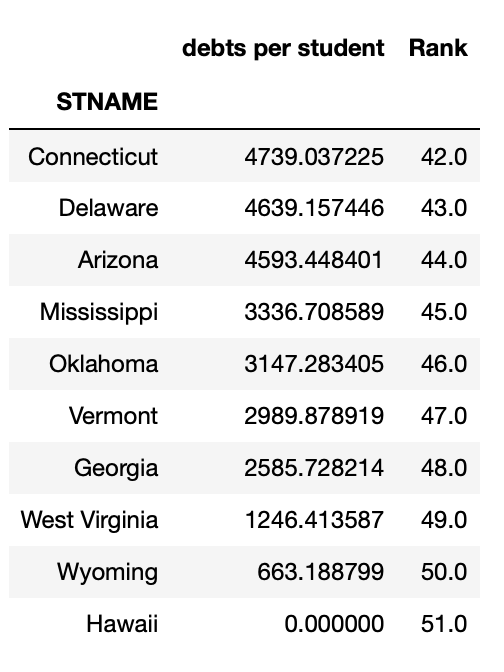 debts per student Rank
STNAME
Connecticut 4739.037225 42.0
Delaware 4639.157446 43.0
Arizona 4593.448401 44.0
Mississippi 3336.708589 45.0
Oklahoma 3147.283405 46.0
Vermont 2989.878919 47.0
Georgia 2585.728214 48.0
West Virginia 1246.413587 49.0
Wyoming 663.188799 50.0
Hawaii 0.000000 51.0